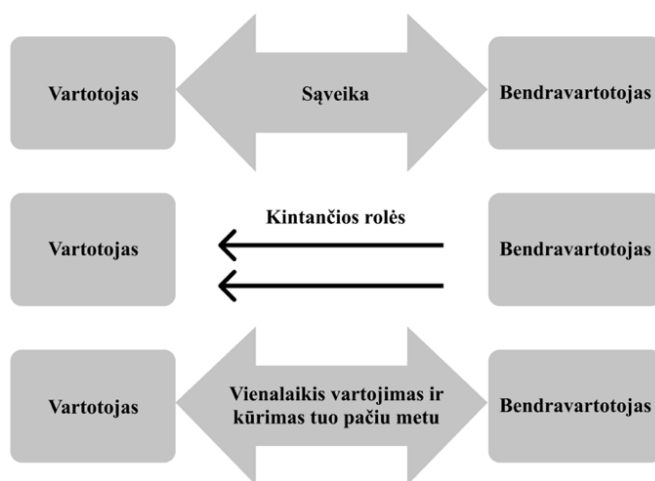 Vartotojas
Sąveika
Bendravartotojas
Kintančios rolės
Vartotojas
Bendravartotojas
Vartotojas
Vienalaikis vartojimas ir
kūrimas tuo pačiu metu
Bendravartotojas